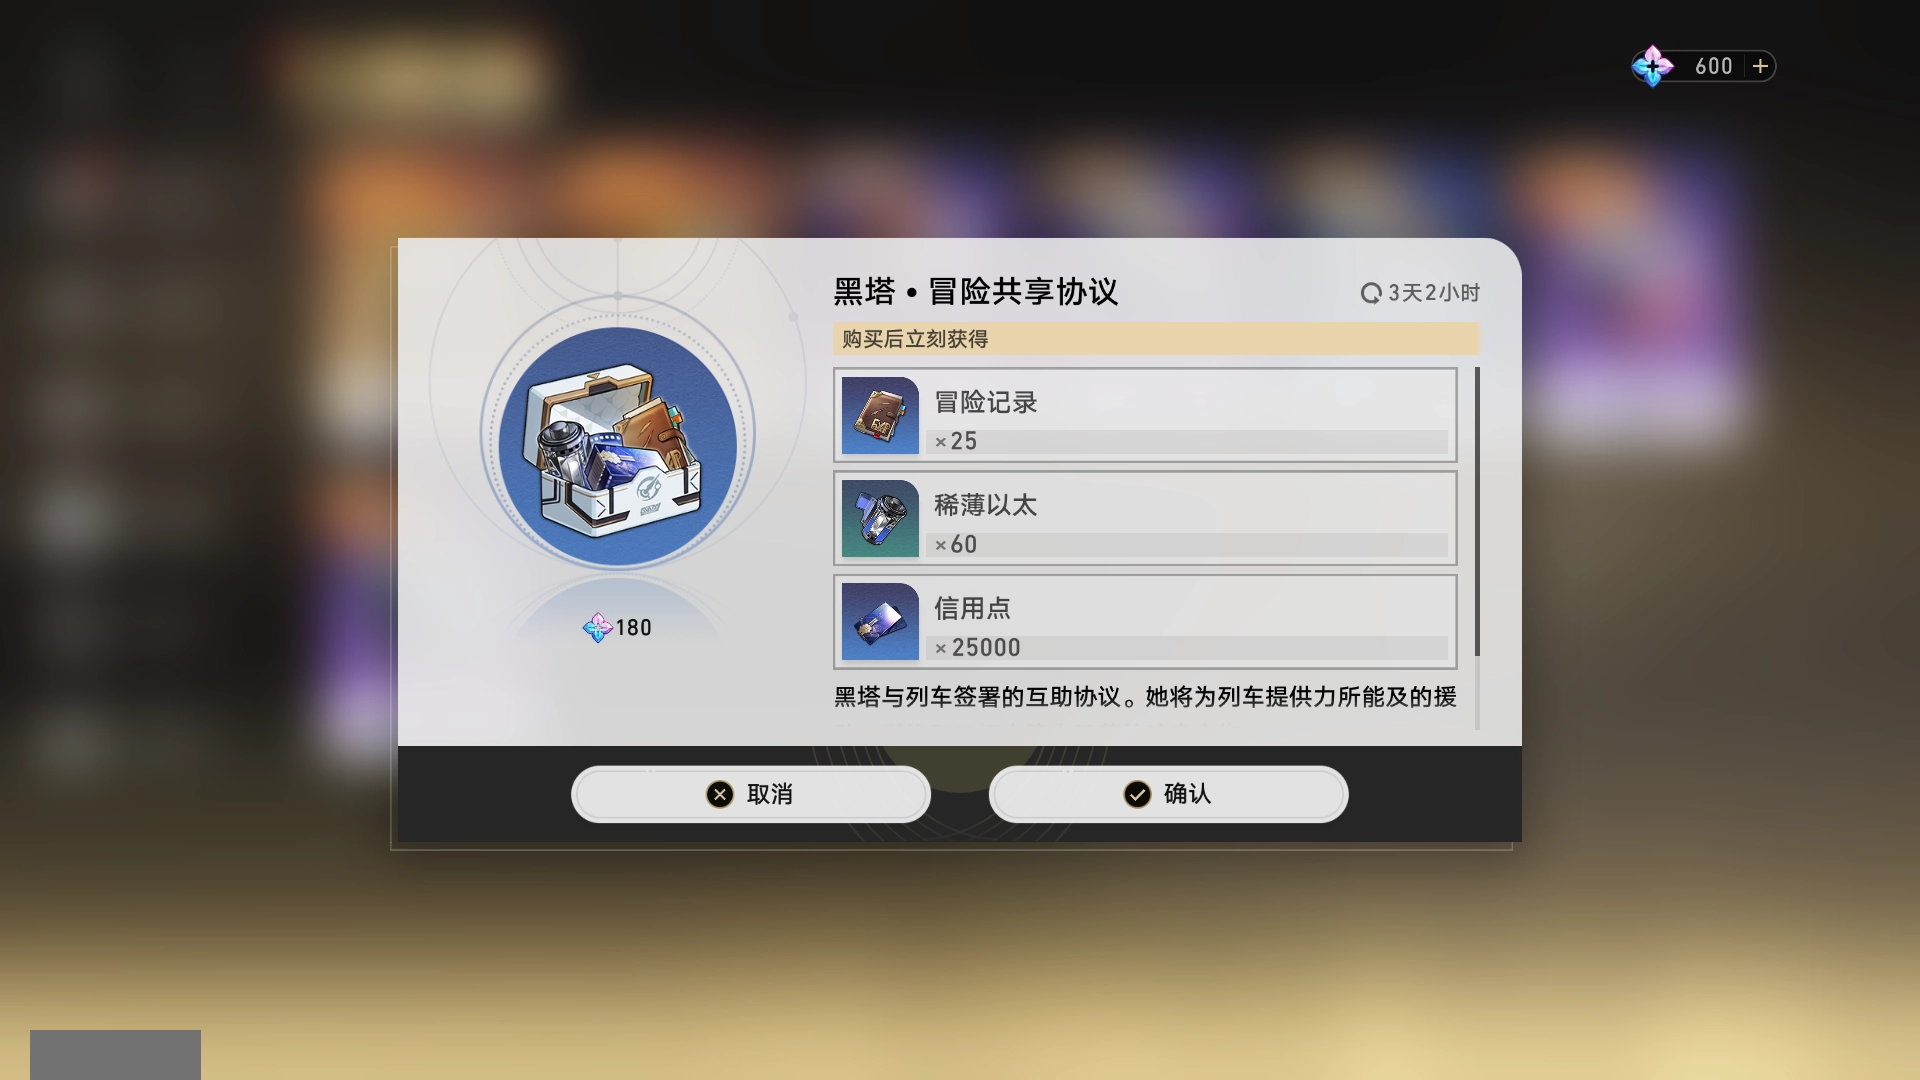 600
黑塔•冒险共享协议
3天2小时
购买后立刻获得
冒险记录
×25
稀薄以太
×60
信用点
×25000
180
黑塔与列车签署的互助协议。她将为列车提供力所能及的援
取消
确认